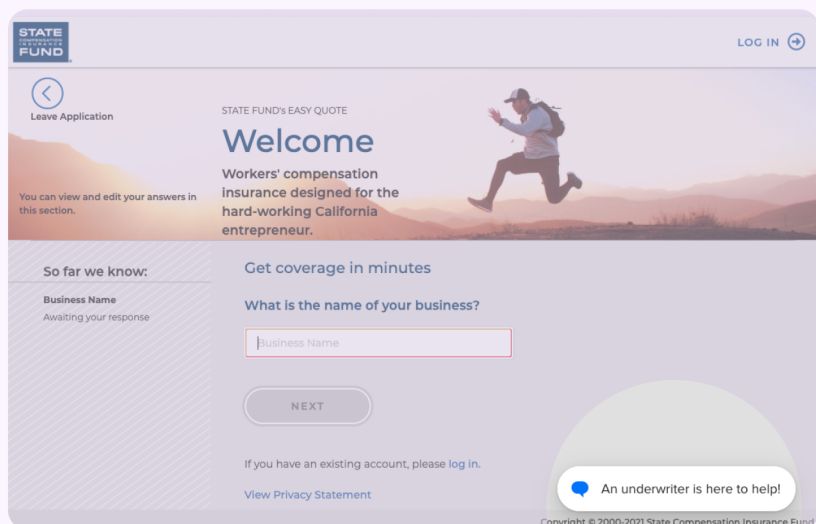 STATE
COMPENSATION
INSURANCE
FUND
LOG IN
Leave Application
STATE FUND's EASY QUOTE
Welcome
Workers' compensation
insurance designed for the
hard-working California
entrepreneur.
You can view and edit your answers in
this section.
So far we know:
Business Name
Awaiting your response
Get coverage in minutes
What is the name of your business?
Business Name
NEXT
If you have an existing account, please log in.
View Privacy Statement
An underwriter is here to help!
Copyright © 2000-2021 State Compensation Insurance Fund